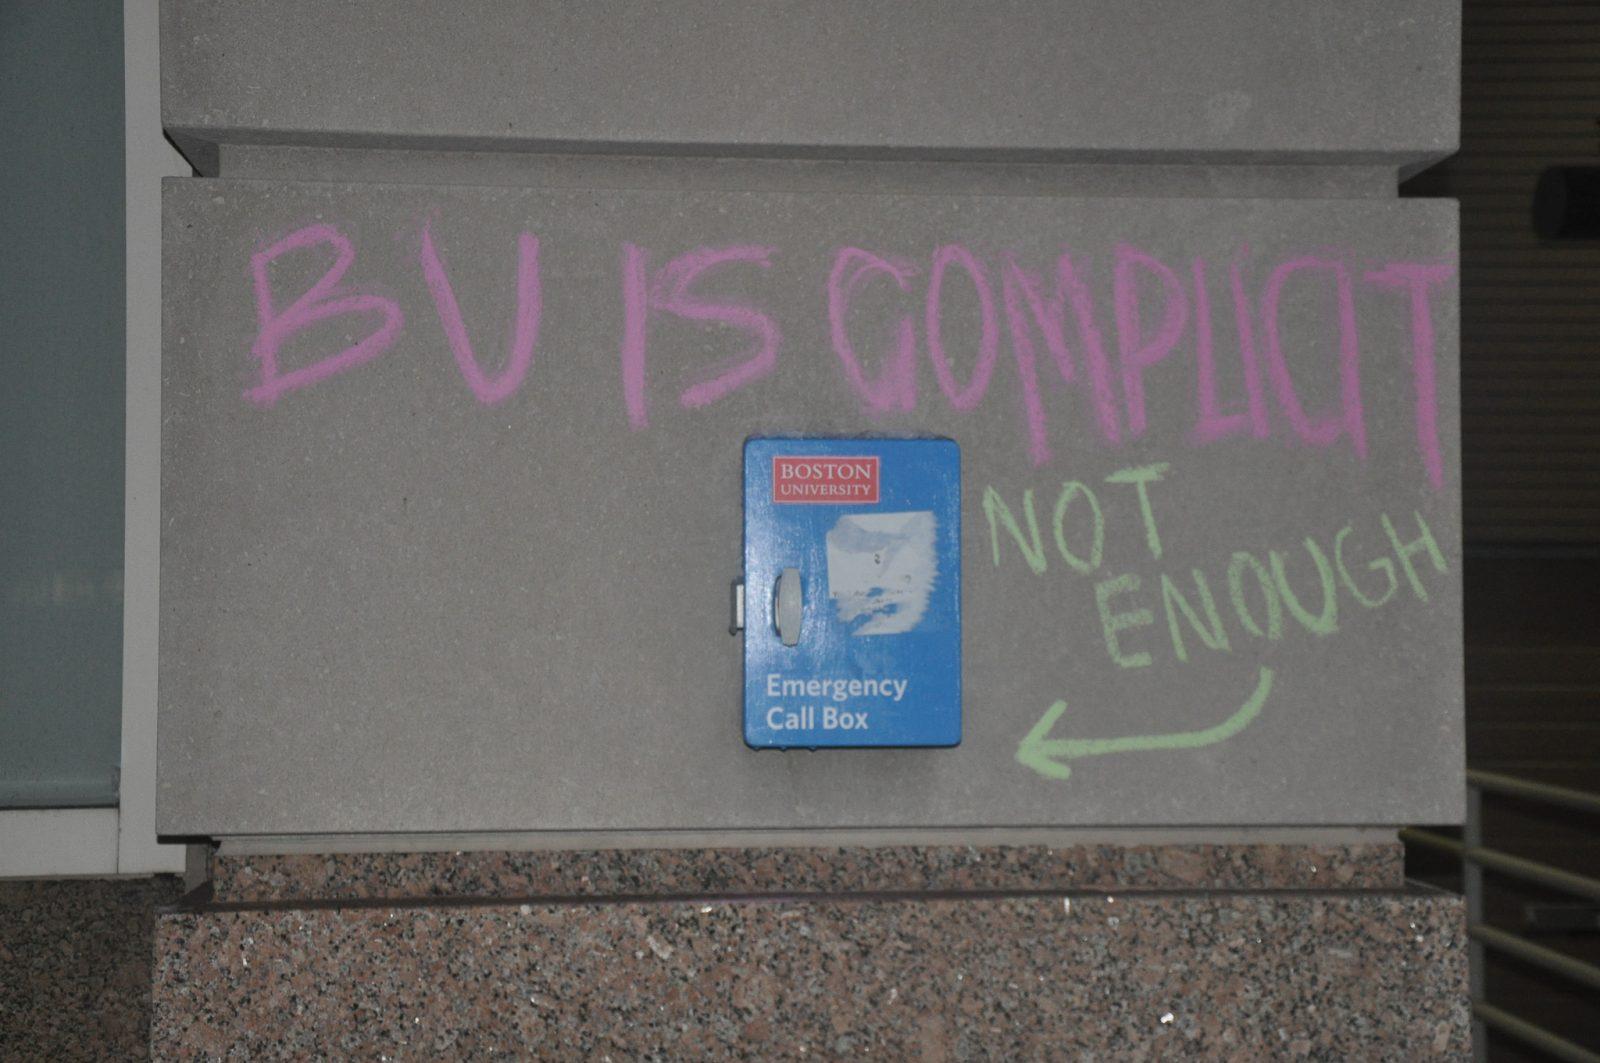 BU IS COMPLICIT
BOSTON
UNIVERSITY
NOT
ENOUGH
Emergency
Call Box